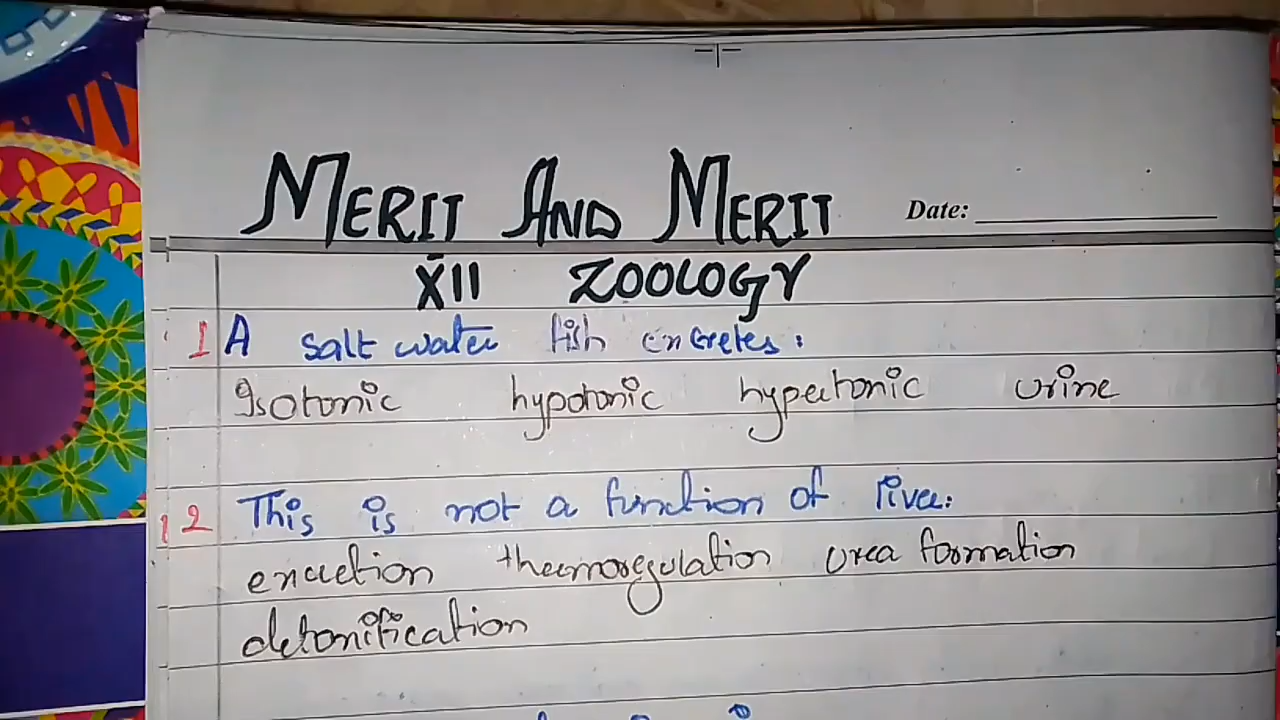 MERIT AND MERIT
Date:
XII ZOOLOGY
1 A salt water fish excretes:
Isotonic hypotonic hypertonic urine
2 This is not a function of liver:
excretion thermoregulation urea formation
detoxification